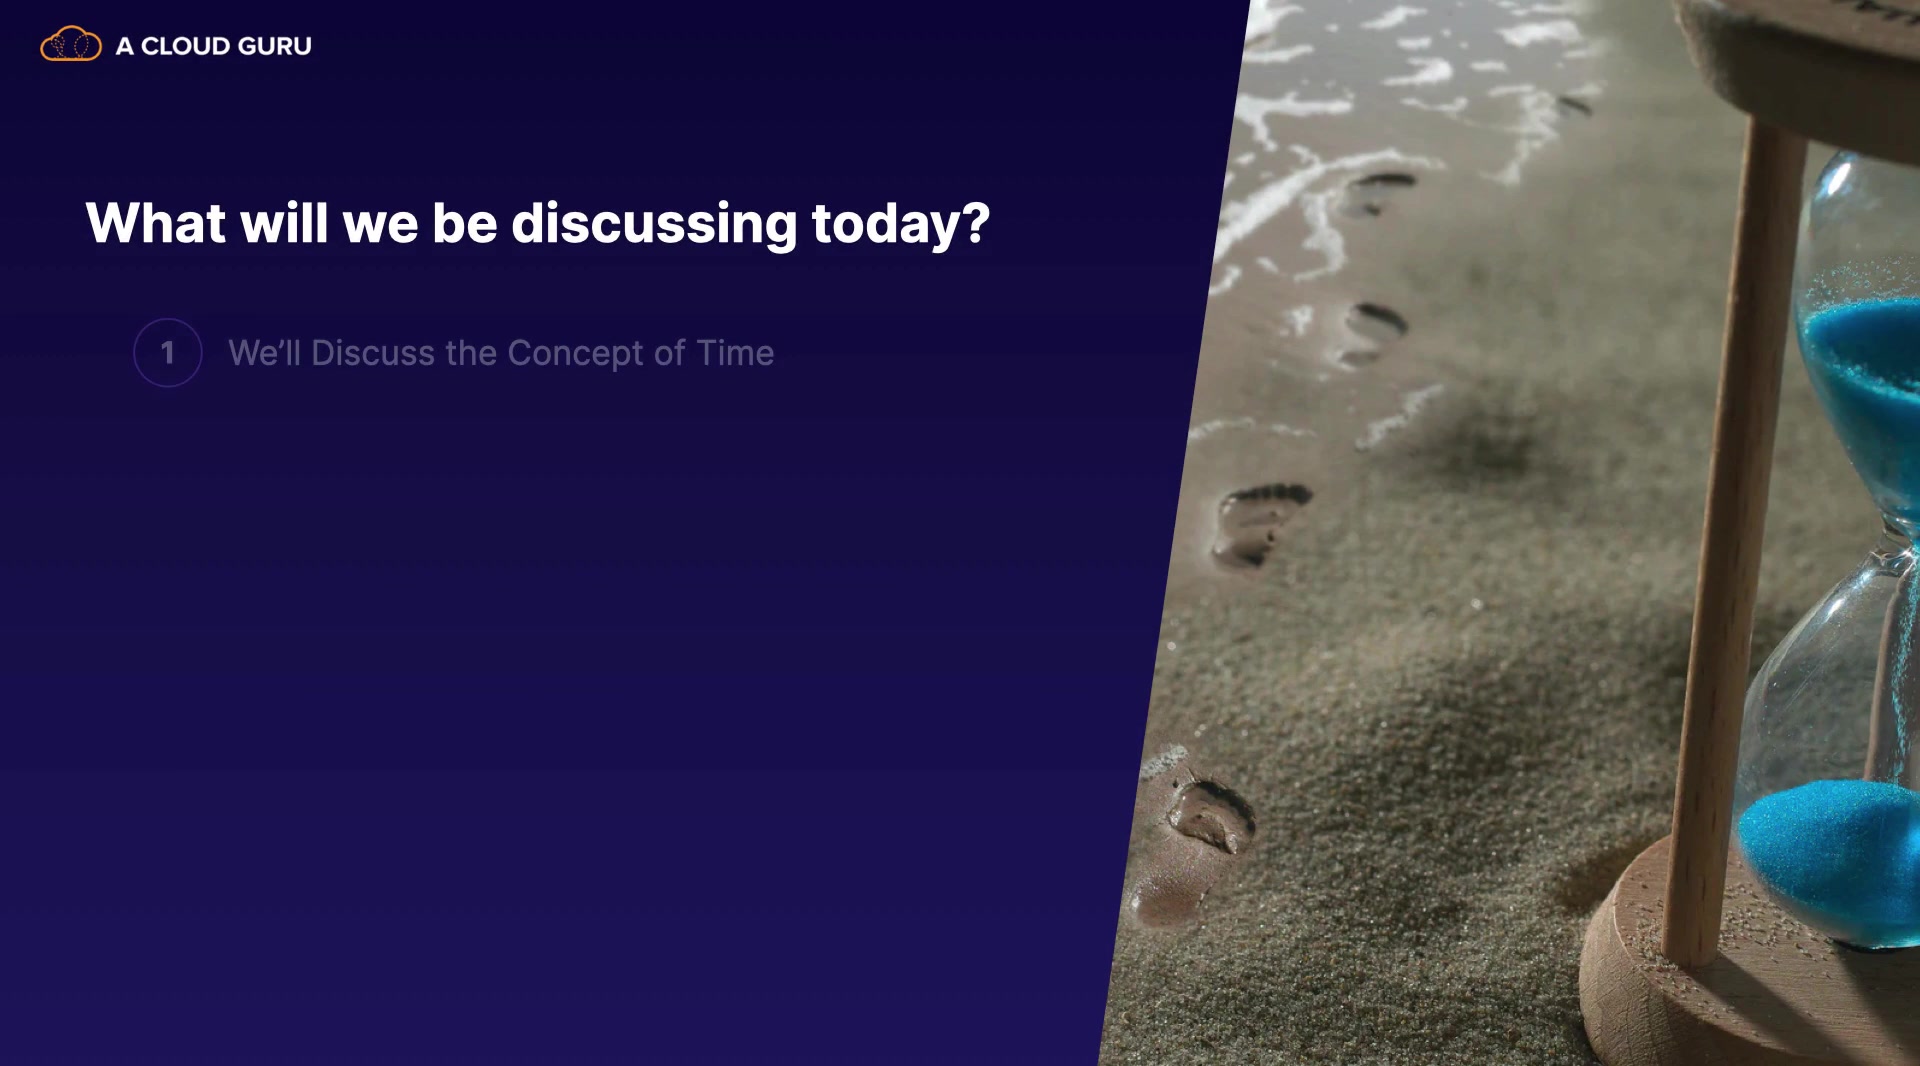 A CLOUD GURU
What will we be discussing today?
1 We’ll Discuss the Concept of Time